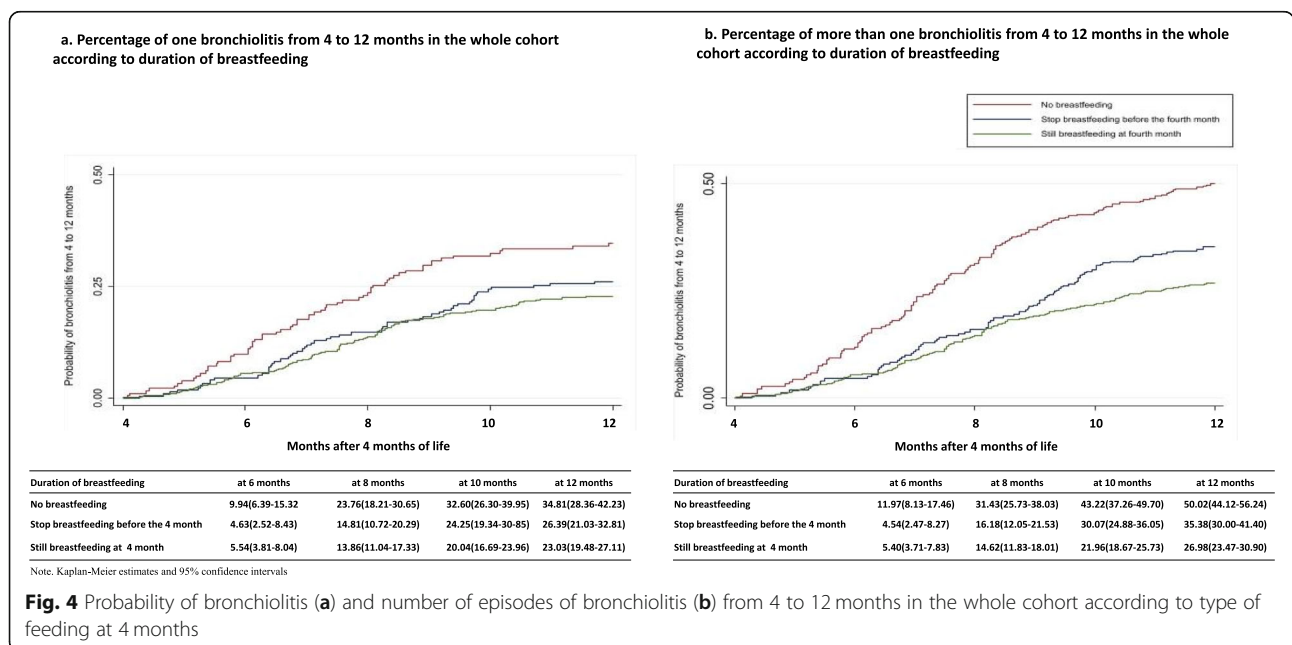 a. Percentage of one bronchiolitis from 4 to 12 months in the whole cohort
according to duration of breastfeeding
Probability of bronchiolitis from 4 to 12 months
0.50
0.25
0.00
4 6 8 10 12
Months after 4 months of life
Duration of breastfeeding at 6 months at 8 months at 10 months at 12 months
No breastfeeding 9.94(6.39-15.32 23.76(18.21-30.65) 32.60(26.30-39.95) 34.81(28.36-42.23)
Stop breastfeeding before the 4 month 4.63(2.52-8.43) 14.81(10.72-20.29) 24.25(19.34-30-85) 26.39(21.03-32.81)
Still breastfeeding at 4 month 5.54(3.81-8.04) 13.86(11.04-17.33) 20.04(16.69-23.96) 23.03(19.48-27.11)
Note. Kaplan-Meier estimates and 95% confidence intervals
b. Percentage of more than one bronchiolitis from 4 to 12 months in the whole
cohort according to duration of breastfeeding
No breastfeeding
Stop breastfeeding before the fourth month
Still breastfeeding at fourth month
Probability of bronchiolitis from 4 to 12 months
0.50
0.00
4 6 8 10 12
Months after 4 months of life
Duration of breastfeeding at 6 months at 8 months at 10 months at 12 months
No breastfeeding 11.97(8.13-17.46) 31.43(25.73-38.03) 43.22(37.26-49.70) 50.02(44.12-56.24)
Stop breastfeeding before the 4 month 4.54(2.47-8.27) 16.18(12.05-21.53) 30.07(24.88-36.05) 35.38(30.00-41.40)
Still breastfeeding at 4 month 5.40(3.71-7.83) 14.62(11.83-18.01) 21.96(18.67-25.73) 26.98(23.47-30.90)
Fig. 4 Probability of bronchiolitis (a) and number of episodes of bronchiolitis (b) from 4 to 12 months in the whole cohort according to type of
feeding at 4 months